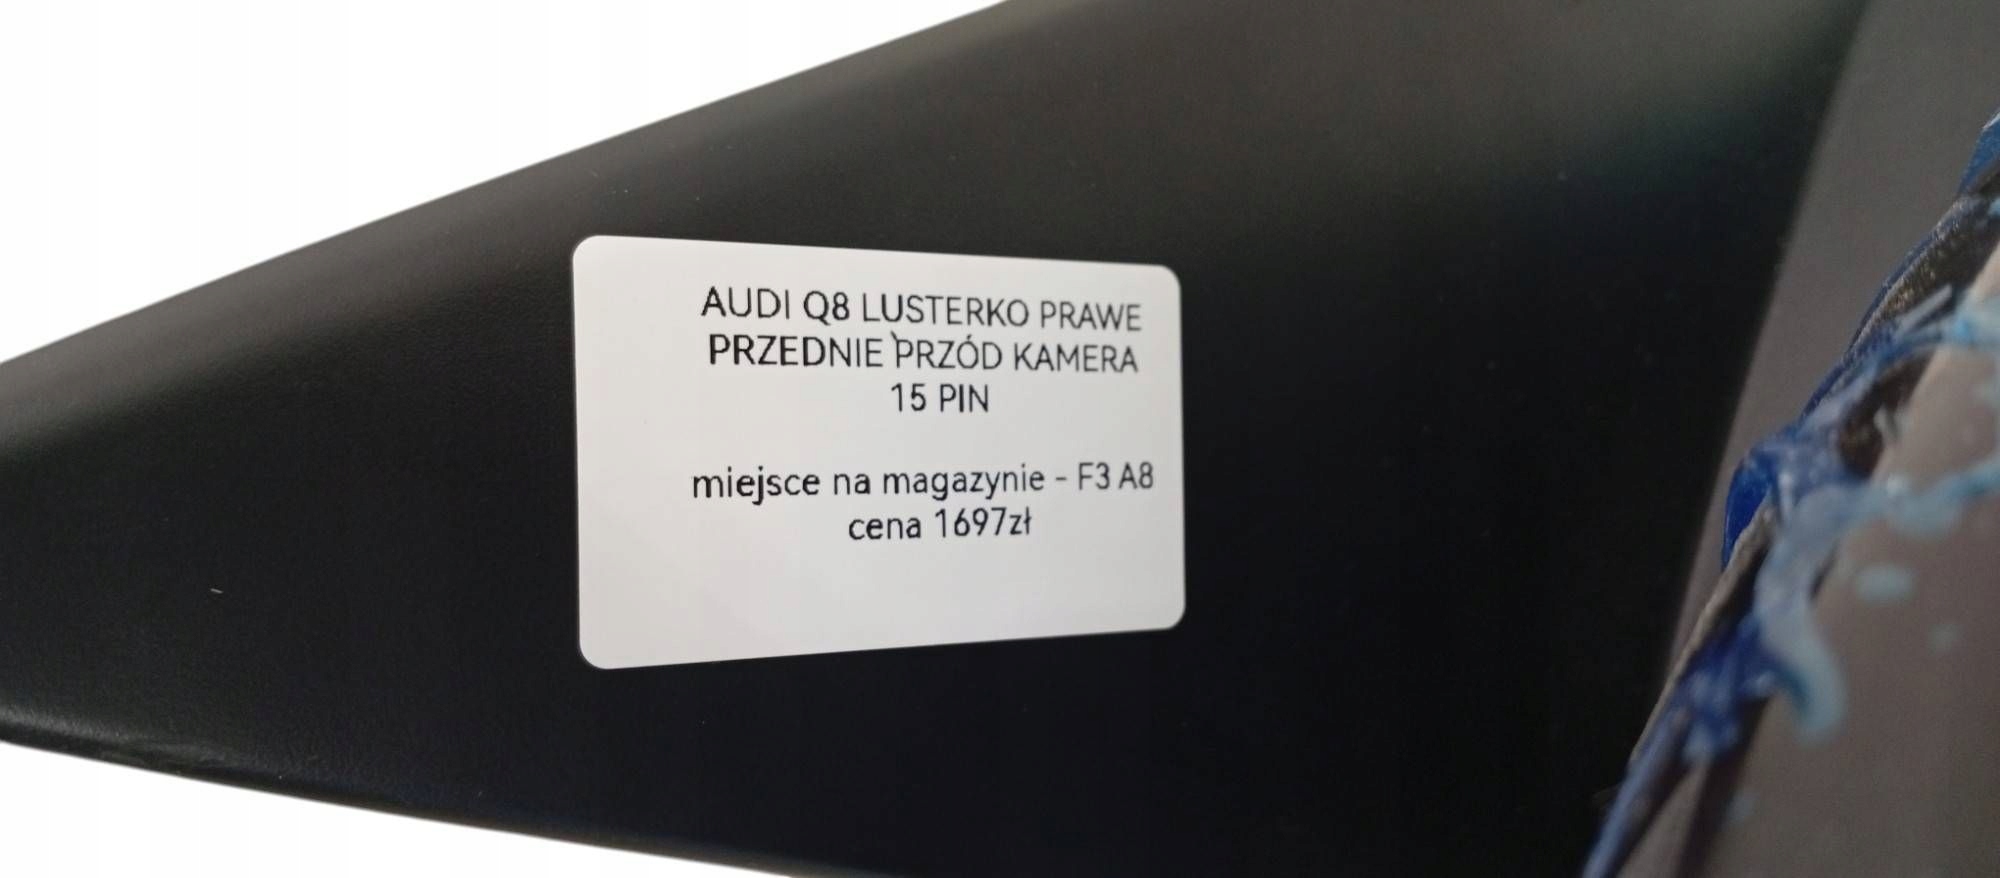 AUDI Q8 LUSTERKO PRAWE
PRZEDNIE PRZÓD KAMERA
15 PIN
miejsce na magazynie - F3 A8
cena 1697zł